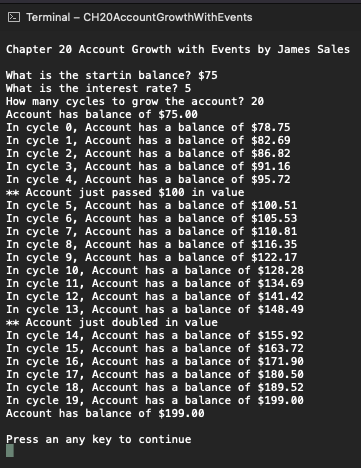 Terminal – CH20AccountGrowthWithEvents
Chapter 20 Account Growth with Events by James Sales
What is the startin balance? $75
What is the interest rate? 5
How many cycles to grow the account? 20
Account has balance of $75.00
In cycle 0, Account has a balance of $78.75
In cycle 1, Account has a balance of $82.69
In cycle 2, Account has a balance of $86.82
In cycle 3, Account has a balance of $91.16
In cycle 4, Account has a balance of $95.72
** Account just passed $100 in value
In cycle 5, Account has a balance of $100.51
In cycle 6, Account has a balance of $105.53
In cycle 7, Account has a balance of $110.81
In cycle 8, Account has a balance of $116.35
In cycle 9, Account has a balance of $122.17
In cycle 10, Account has a balance of $128.28
In cycle 11, Account has a balance of $134.69
In cycle 12, Account has a balance of $141.42
In cycle 13, Account has a balance of $148.49
** Account just doubled in value
In cycle 14, Account has a balance of $155.92
In cycle 15, Account has a balance of $163.72
In cycle 16, Account has a balance of $171.90
In cycle 17, Account has a balance of $180.50
In cycle 18, Account has a balance of $189.52
In cycle 19, Account has a balance of $199.00
Account has balance of $199.00
Press an any key to continue